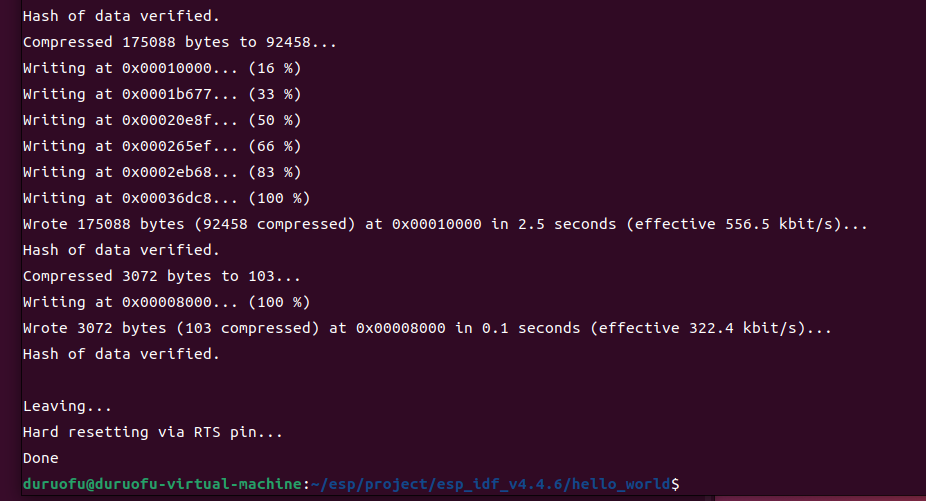 Hash of data verified.
Compressed 175088 bytes to 92458...
Writing at 0x00010000... (16 %)
Writing at 0x0001b677... (33 %)
Writing at 0x00020e8f... (50 %)
Writing at 0x000265ef... (66 %)
Writing at 0x0002eb68... (83 %)
Writing at 0x00036dc8... (100 %)
Wrote 175088 bytes (92458 compressed) at 0x00010000 in 2.5 seconds (effective 556.5 kbit/s)...
Hash of data verified.
Compressed 3072 bytes to 103...
Writing at 0x00008000... (100 %)
Wrote 3072 bytes (103 compressed) at 0x00008000 in 0.1 seconds (effective 322.4 kbit/s)...
Hash of data verified.

Leaving...
Hard resetting via RTS pin...
Done
duruofu@duruofu-virtual-machine:~/esp/project/esp_idf_v4.4.6/hello_world$